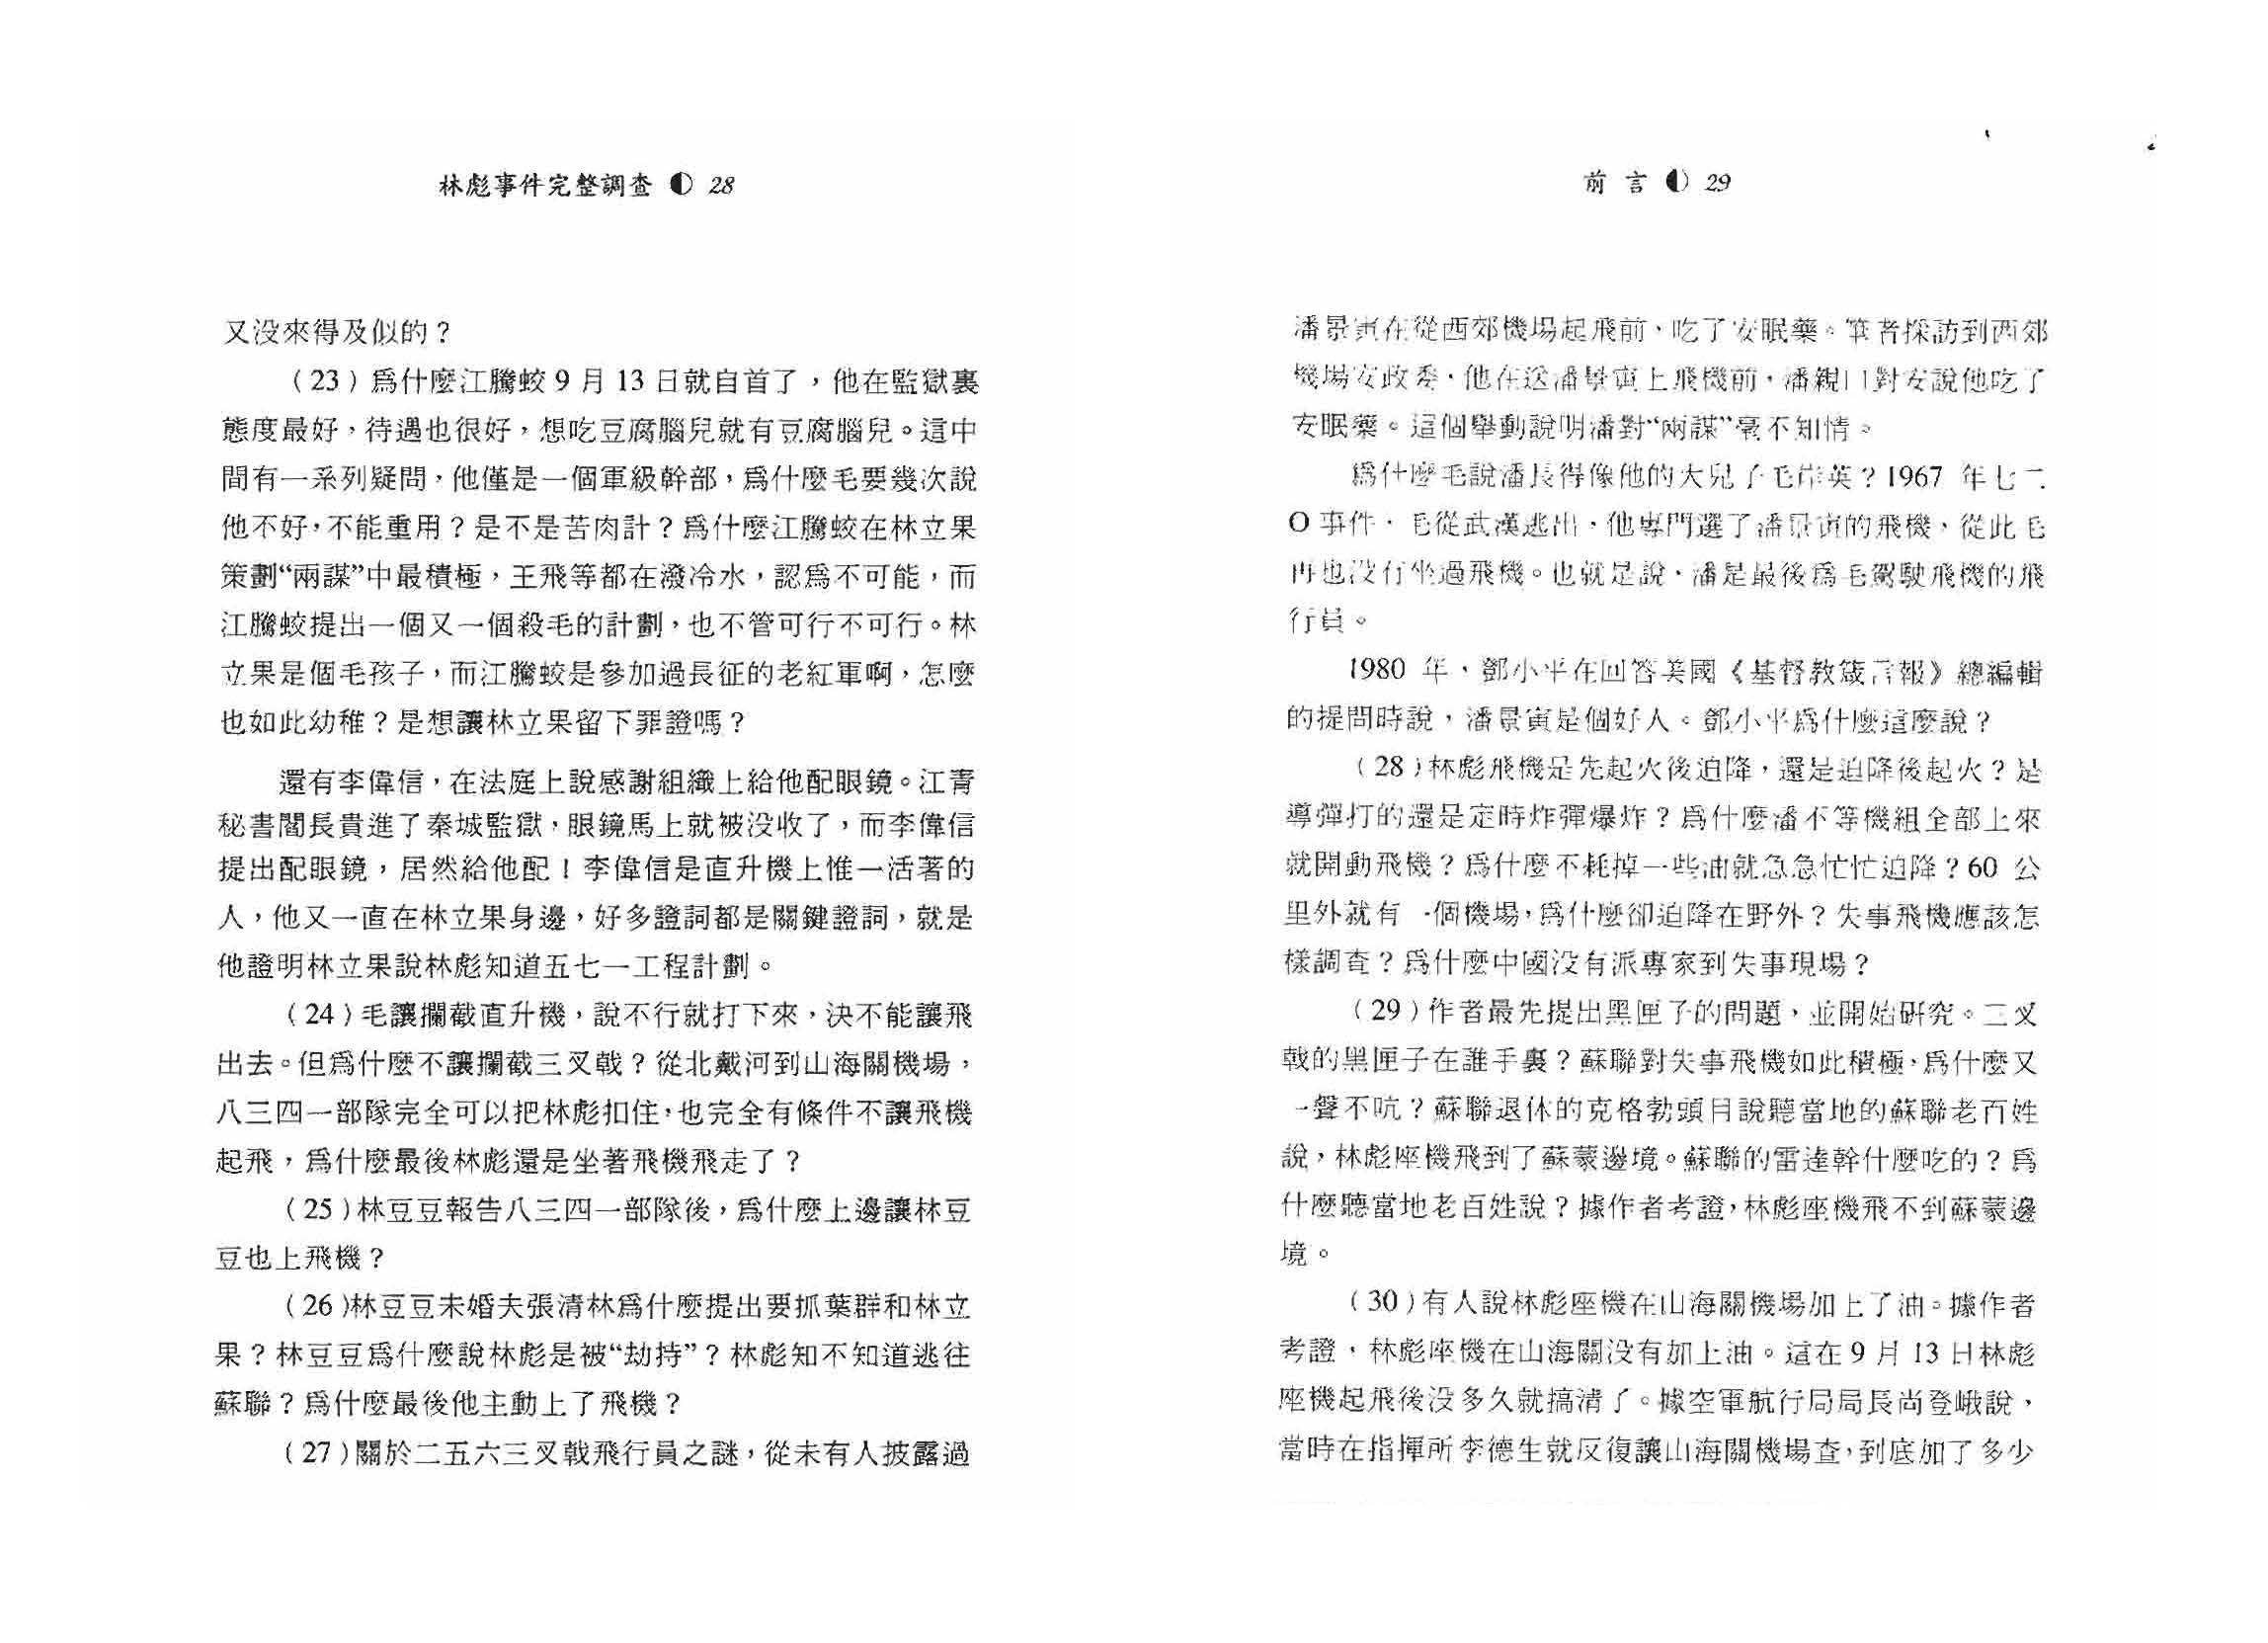 林彪事件完整調查 ◐ 28
又没來得及似的？
（23）爲什麼江騰蛟 9 月 13 日就自首了，他在監獄裏
態度最好，待遇也很好，想吃豆腐腦兒就有豆腐腦兒。這中
間有一系列疑問，他僅是一個軍級幹部，爲什麼毛要幾次說
他不好，不能重用？是不是苦肉計？爲什麼江騰蛟在林立果
策劃“兩謀”中最積極，王飛等都在潑冷水，認爲不可能，而
江騰蛟提出一個又一個殺毛的計劃，也不管可行不可行。林
立果是個毛孩子，而江騰蛟是參加過長征的老紅軍啊，怎麼
也如此幼稚？是想讓林立果留下罪證嗎？
還有李偉信，在法庭上說感謝組織上給他配眼鏡。江青
秘書閻長貴進了秦城監獄，眼鏡馬上就被没收了，而李偉信
提出配眼鏡，居然給他配！李偉信是直升機上惟一活著的
人，他又一直在林立果身邊，好多證詞都是關鍵證詞，就是
他證明林立果說林彪知道五七一工程計劃。
（24）毛讓攔截直升機，說不行就打下來，決不能讓飛
出去。但爲什麼不讓攔截三叉戟？從北戴河到山海關機場，
八三四一部隊完全可以把林彪扣住，也完全有條件不讓飛機
起飛，爲什麼最後林彪還是坐著飛機飛走了？
（25）林豆豆報告八三四一部隊後，爲什麼上邊讓林豆
豆也上飛機？
（26）林豆豆未婚夫張清林爲什麼提出要抓葉群和林立
果？林豆豆爲什麼說林彪是被“劫持”？林彪知不知道逃往
蘇聯？爲什麼最後他主動上了飛機？
（27）關於二五六三叉戟飛行員之謎，從未有人披露過
前 言 ◐ 29
潘景寅在從西郊機場起飛前，吃了安眠藥。筆者採訪到西郊
機場安政委，他在送潘景寅上飛機前，潘親口對安說他吃了
安眠藥。這個舉動說明潘對“兩謀”毫不知情。
爲什麼毛說潘長得像他的大兒子毛岸英？1967 年七二
O 事件，毛從武漢逃出，他專門選了潘景寅的飛機，從此毛
再也没有坐過飛機。也就是說，潘是最後爲毛駕駛飛機的飛
行員。
1980 年，鄧小平在回答美國《基督教箴言報》總編輯
的提問時說，潘景寅是個好人。鄧小平爲什麼這麼說？
（28）林彪飛機是先起火後迫降，還是迫降後起火？是
導彈打的還是定時炸彈爆炸？爲什麼潘不等機組全部上來
就開動飛機？爲什麼不耗掉一些油就急急忙忙迫降？60 公
里外就有一個機場，爲什麼卻迫降在野外？失事飛機應該怎
樣調查？爲什麼中國没有派專家到失事現場？
（29）作者最先提出黑匣子的問題，並開始研究。三叉
戟的黑匣子在誰手裏？蘇聯對失事飛機如此積極，爲什麼又
一聲不吭？蘇聯退休的克格勃頭目說聽當地的蘇聯老百姓
說，林彪座機飛到了蘇蒙邊境。蘇聯的雷達幹什麼吃的？爲
什麼聽當地老百姓說？據作者考證，林彪座機飛不到蘇蒙邊
境。
（30）有人說林彪座機在山海關機場加上了油。據作者
考證，林彪座機在山海關没有加上油。這在 9 月 13 日林彪
座機起飛後没多久就搞清了。據空軍航行局局長尚登峨說，
當時在指揮所李德生就反復讓山海關機場查，到底加了多少